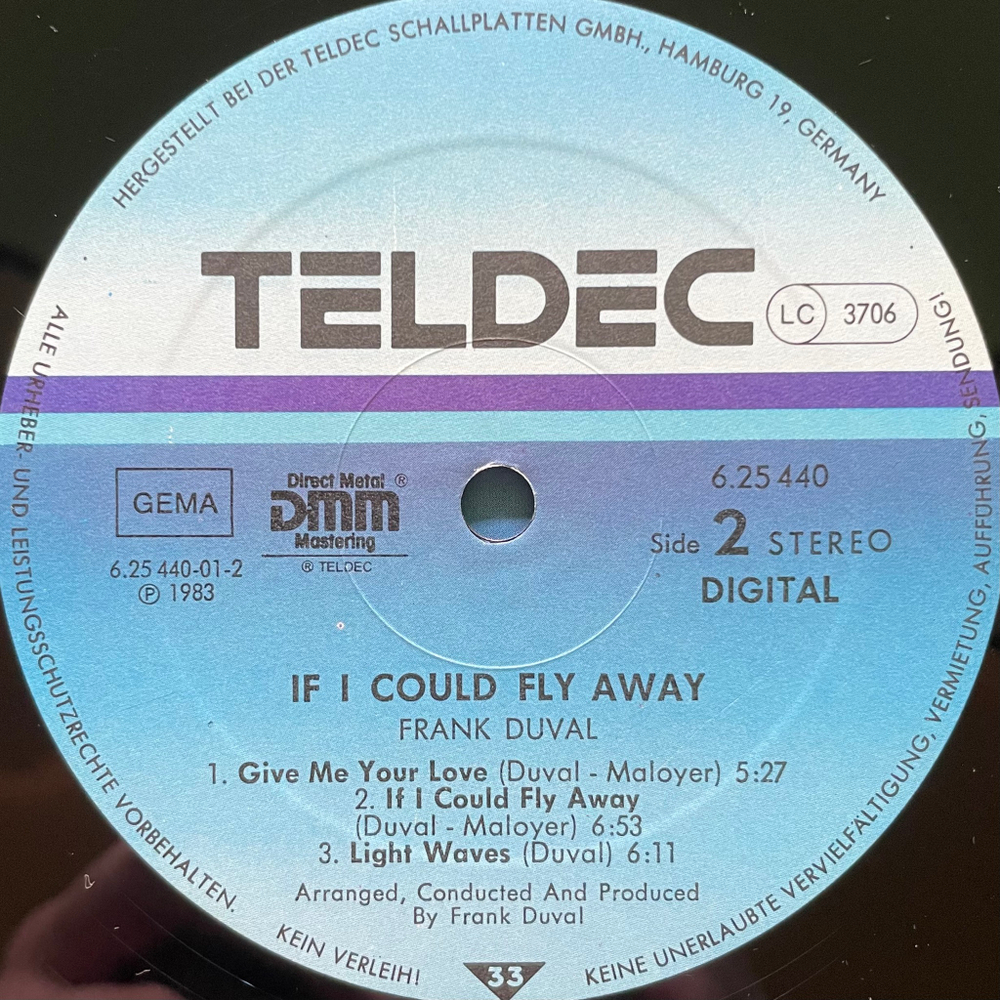 HERGESTELLT BEI DER TELDEC SCHALLPLATTEN GMBH., HAMBURG 19, GERMANY
TELDEC
LC 3706
GEMA
Direct Metal ®
DMM
Mastering
® TELDEC
6.25 440-01-2
Ⓟ 1983
6.25 440
Side 2 STEREO
DIGITAL
IF I COULD FLY AWAY
FRANK DUVAL
1. Give Me Your Love (Duval - Maloyer) 5:27
2. If I Could Fly Away
(Duval - Maloyer) 6:53
3. Light Waves (Duval) 6:11
Arranged, Conducted And Produced
By Frank Duval
ALLE URHEBER- UND LEISTUNGSSCHUTZRECHTE VORBEHALTEN. KEIN VERLEIH! KEINE UNERLAUBTE VERVIELFÄLTIGUNG, VERMIETUNG, AUFFÜHRUNG, SENDUNG!
33